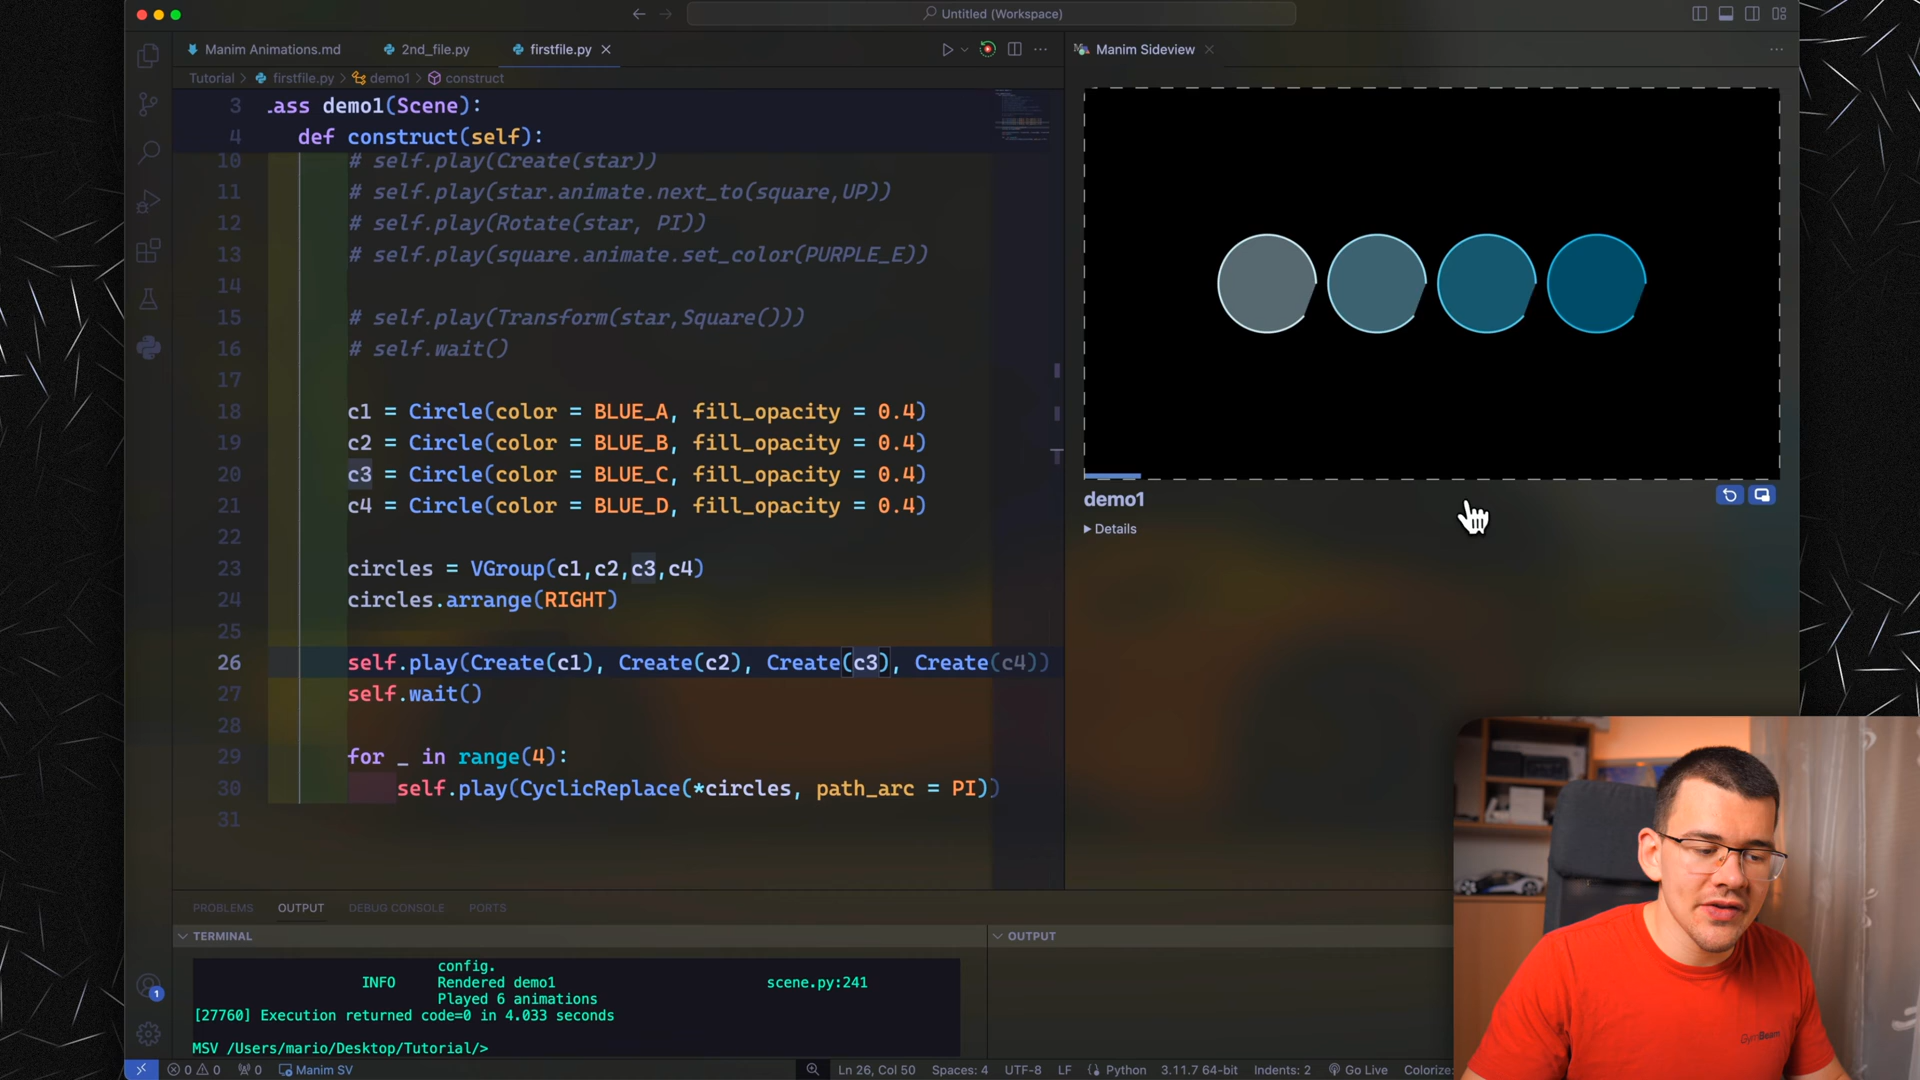 Untitled (Workspace)
Manim Animations.md
2nd_file.py
firstfile.py
Manim Sideview
Tutorial > firstfile.py > demo1 > construct
3 .ass demo1(Scene):
4 def construct(self):
10 # self.play(Create(star))
11 # self.play(star.animate.next_to(square,UP))
12 # self.play(Rotate(star, PI))
13 # self.play(square.animate.set_color(PURPLE_E))
14
15 # self.play(Transform(star,Square()))
16 # self.wait()
17
18 c1 = Circle(color = BLUE_A, fill_opacity = 0.4)
19 c2 = Circle(color = BLUE_B, fill_opacity = 0.4)
20 c3 = Circle(color = BLUE_C, fill_opacity = 0.4)
21 c4 = Circle(color = BLUE_D, fill_opacity = 0.4)
22
23 circles = VGroup(c1,c2,c3,c4)
24 circles.arrange(RIGHT)
25
26 self.play(Create(c1), Create(c2), Create(c3), Create(c4))
27 self.wait()
28
29 for _ in range(4):
30 self.play(CyclicReplace(*circles, path_arc = PI))
31
demo1
Details
PROBLEMS OUTPUT DEBUG CONSOLE PORTS
TERMINAL
OUTPUT
config.
INFO Rendered demo1 scene.py:241
Played 6 animations
[27760] Execution returned code=0 in 4.033 seconds
MSV /Users/mario/Desktop/Tutorial/>
1
0 0 0 Manim SV
Ln 26, Col 50 Spaces: 4 UTF-8 LF Python 3.11.7 64-bit Indents: 2 Go Live Colorize:
GymBeam